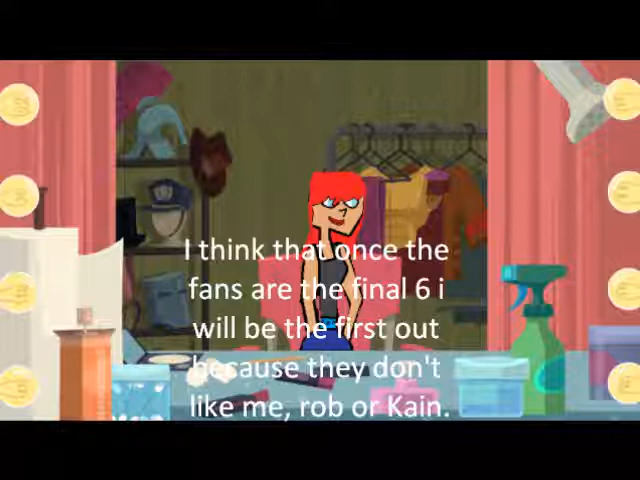 I think that once the
fans are the final 6 i
will be the first out
because they don't
like me, rob or Kain.